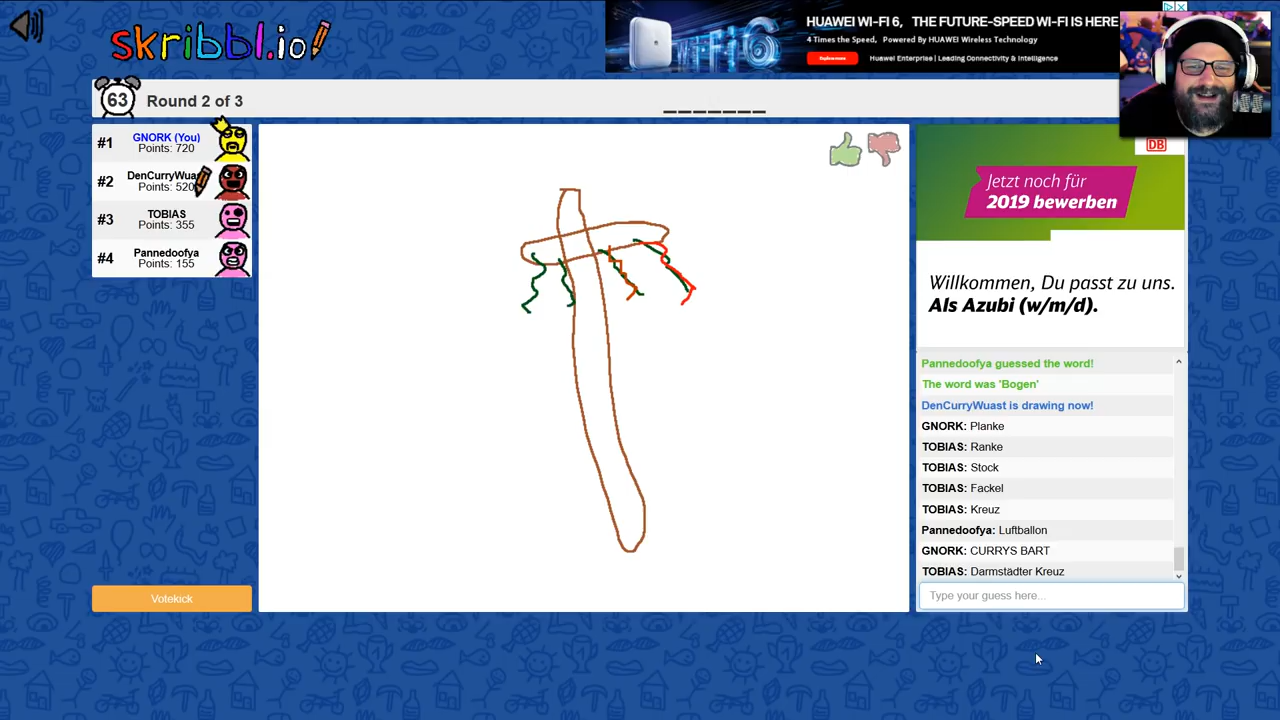 skribbl.io
HUAWEI WI-FI 6, THE FUTURE-SPEED WI-FI IS HERE
4 Times the Speed, Powered By HUAWEI Wireless Technology
Explore more
Huawei Enterprise | Leading Connectivity & Intelligence
63
Round 2 of 3
_______
#1
GNORK (You)
Points: 720
#2
DenCurryWuast
Points: 520
#3
TOBIAS
Points: 355
#4
Pannedoofya
Points: 155
Votekick
DB
Jetzt noch für
2019 bewerben
Willkommen, Du passt zu uns.
Als Azubi (w/m/d).
Pannedoofya guessed the word!
The word was 'Bogen'
DenCurryWuast is drawing now!
GNORK: Planke
TOBIAS: Ranke
TOBIAS: Stock
TOBIAS: Fackel
TOBIAS: Kreuz
Pannedoofya: Luftballon
GNORK: CURRYS BART
TOBIAS: Darmstädter Kreuz
Type your guess here...